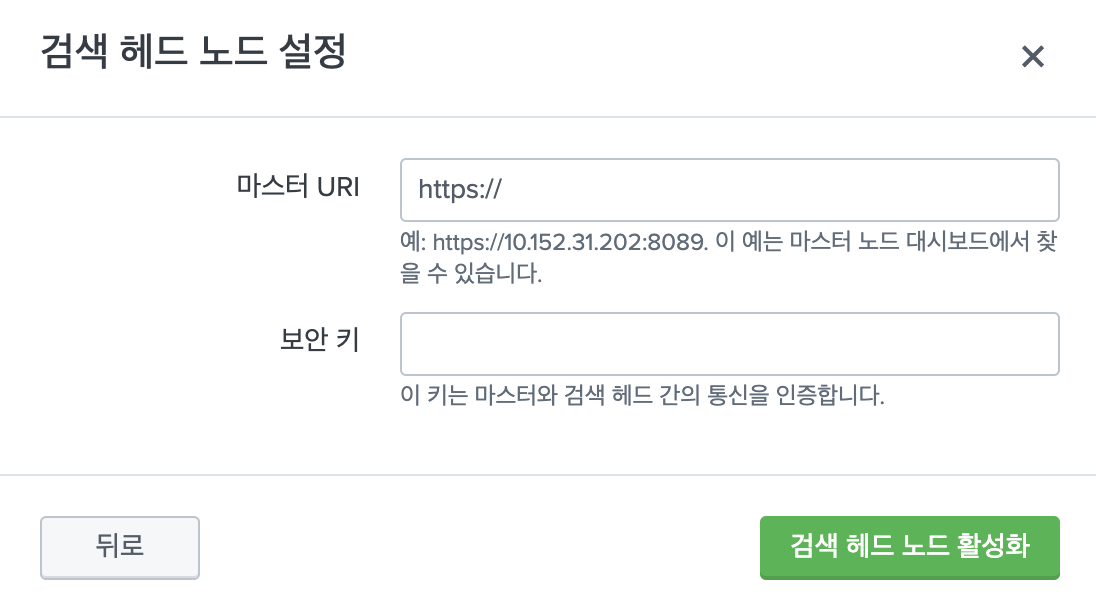 검색 헤드 노드 설정
마스터 URI
https://
예: https://10.152.31.202:8089. 이 예는 마스터 노드 대시보드에서 찾
을 수 있습니다.
보안 키
이 키는 마스터와 검색 헤드 간의 통신을 인증합니다.
뒤로
검색 헤드 노드 활성화